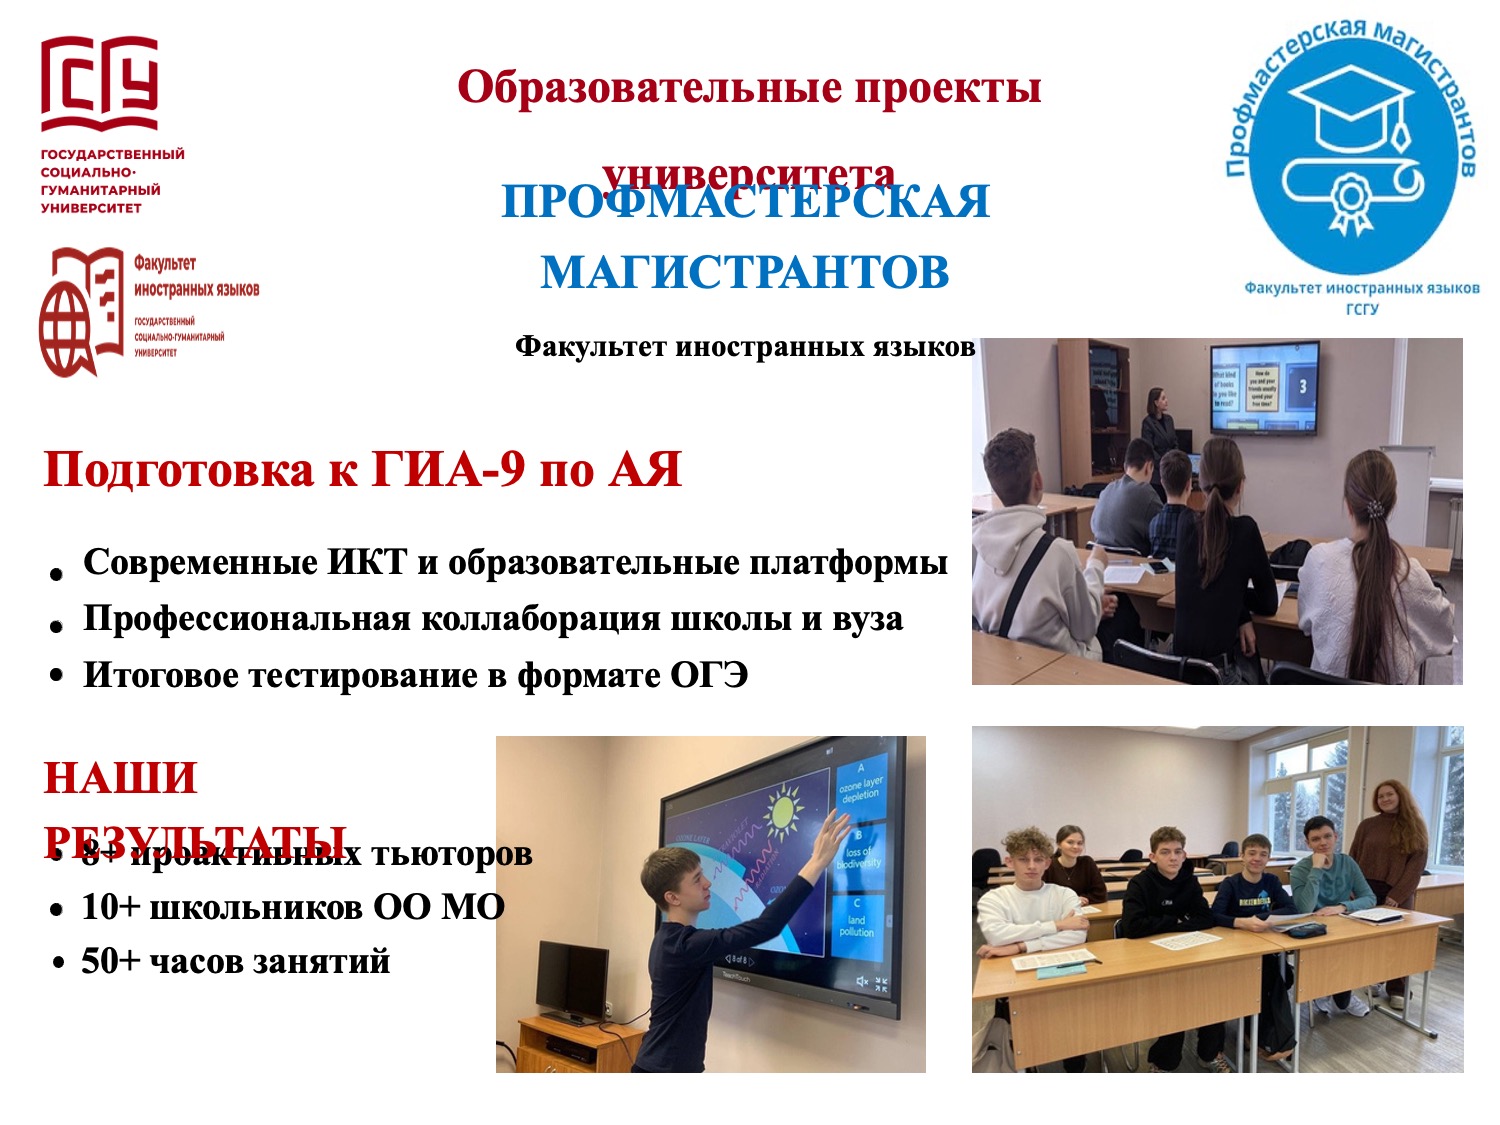 ГСГУ
ГОСУДАРСТВЕННЫЙ
СОЦИАЛЬНО-
ГУМАНИТАРНЫЙ
УНИВЕРСИТЕТ
Факультет
иностранных языков
ГОСУДАРСТВЕННЫЙ
СОЦИАЛЬНО-ГУМАНИТАРНЫЙ
УНИВЕРСИТЕТ
Образовательные проекты
университета
ПРОФМАСТЕРСКАЯ
МАГИСТРАНТОВ
Факультет иностранных языков
Профмастерская магистрантов
Факультет иностранных языков
ГСГУ
What kind
of books
do you like
to read?
How do
you and your
friends usually
spend your
free time?
3
Подготовка к ГИА-9 по АЯ
• Современные ИКТ и образовательные платформы
• Профессиональная коллаборация школы и вуза
• Итоговое тестирование в формате ОГЭ
НАШИ
РЕЗУЛЬТАТЫ
• 8+ проактивных тьюторов
• 10+ школьников ОО МО
• 50+ часов занятий
OZONE LAYER
A
ozone layer
depletion
B
loss of
biodiversity
C
land
pollution
8 of 8
TeachTouch